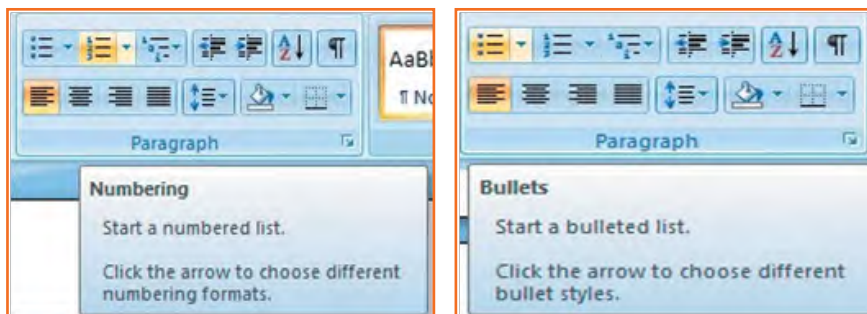 AaBl
¶ No
Paragraph
Numbering
Start a numbered list.
Click the arrow to choose different
numbering formats.
Paragraph
Bullets
Start a bulleted list.
Click the arrow to choose different
bullet styles.